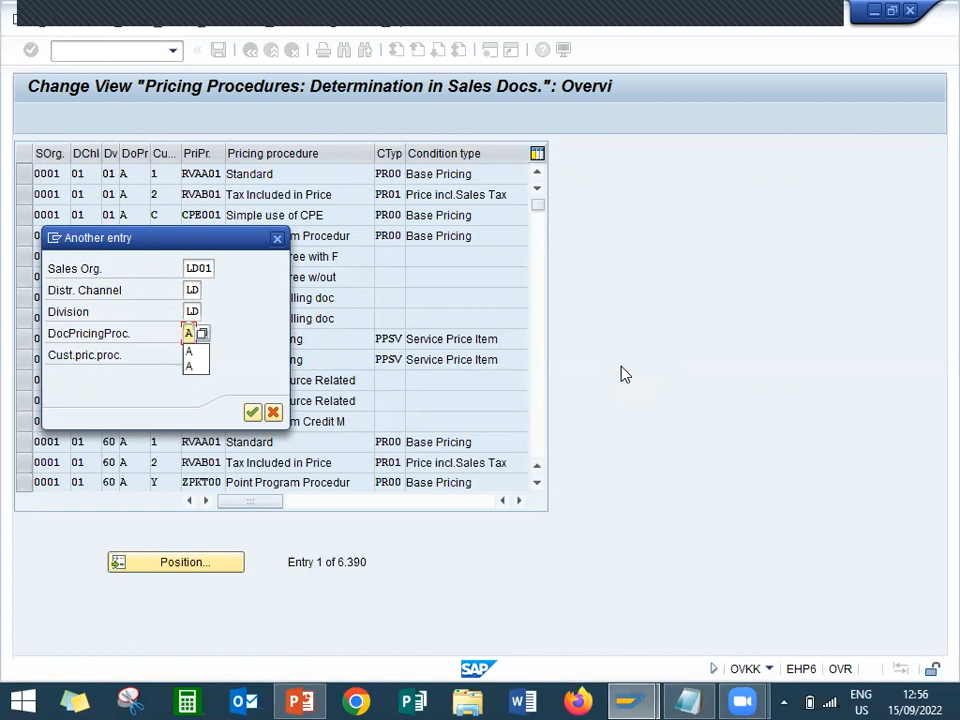 Change View "Pricing Procedures: Determination in Sales Docs.": Overvi
SOrg. DChl Dv DoPr Cu... PriPr. Pricing procedure CTyp Condition type
0001 01 01 A 1 RVAA01 Standard PR00 Base Pricing
0001 01 01 A 2 RVAB01 Tax Included in Price PR01 Price incl.Sales Tax
0001 01 01 A C CPE001 Simple use of CPE PR00 Base Pricing
m Procedur PR00 Base Pricing
Another entry
ree with F
Sales Org. LD01
ree w/out
Distr. Channel LD
lling doc
Division LD
lling doc
DocPricingProc. A
ng PPSV Service Price Item
A
Cust.pric.proc.
ng PPSV Service Price Item
A
ource Related
ource Related
m Credit M
0001 01 60 A 1 RVAA01 Standard PR00 Base Pricing
0001 01 60 A 2 RVAB01 Tax Included in Price PR01 Price incl.Sales Tax
0001 01 60 A Y ZPKT00 Point Program Procedur PR00 Base Pricing
Position... Entry 1 of 6.390
SAP OVKK EHP6 OVR
ENG 12:56
US 15/09/2022